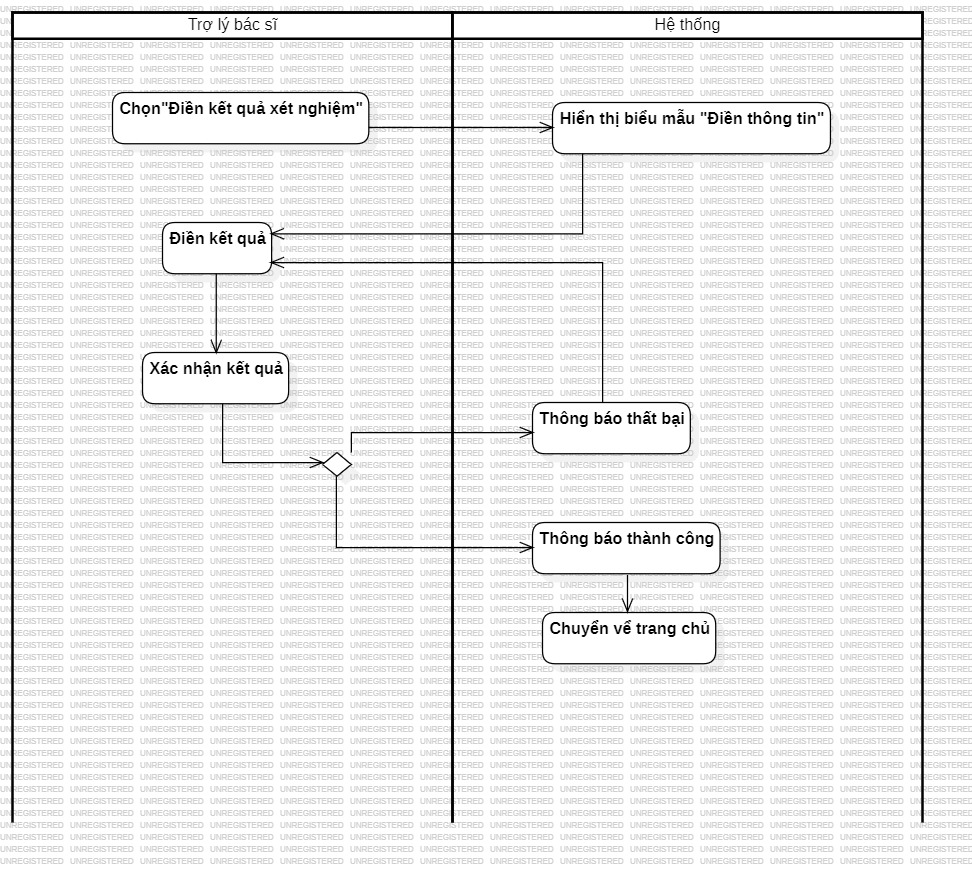 Trợ lý bác sĩ
Hệ thống
Chọn"Điền kết quả xét nghiệm"
Hiển thị biểu mẫu "Điền thông tin"
Điền kết quả
Xác nhận kết quả
Thông báo thất bại
Thông báo thành công
Chuyển về trang chủ
UNREGISTERED